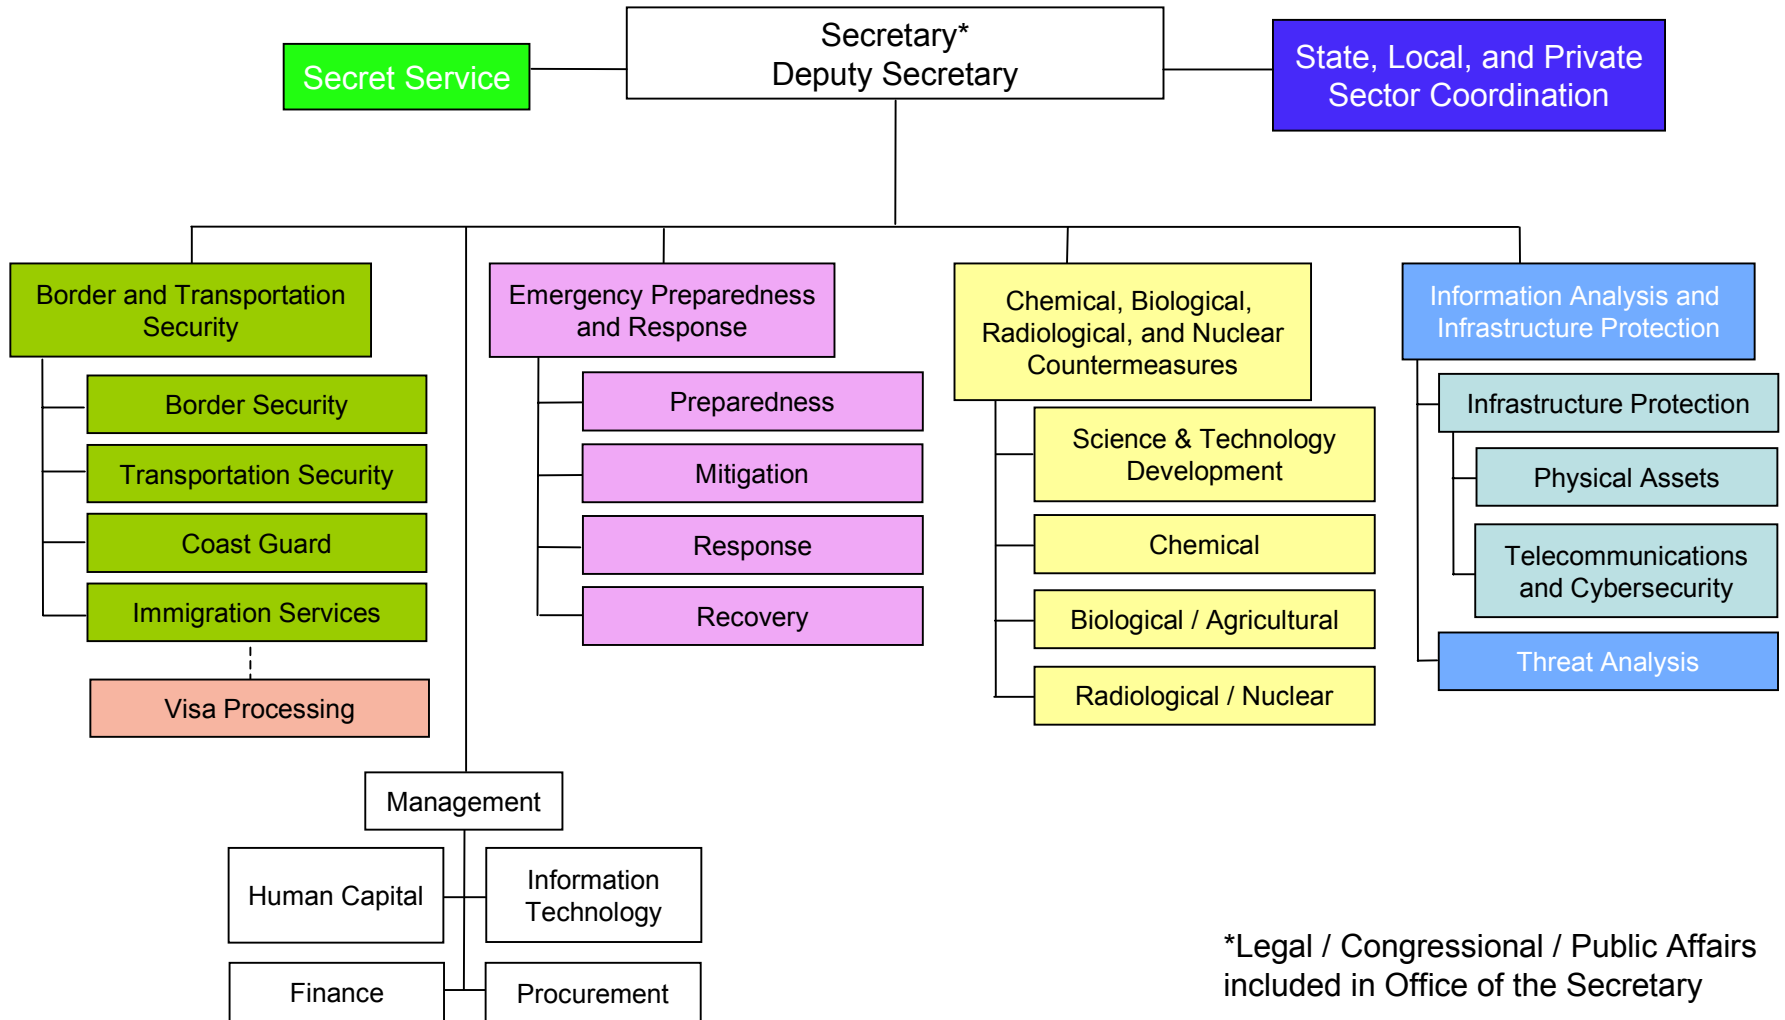 Secret Service
Secretary*
Deputy Secretary
State, Local, and Private
Sector Coordination
Border and Transportation
Security
Border Security
Transportation Security
Coast Guard
Immigration Services
Visa Processing
Emergency Preparedness
and Response
Preparedness
Mitigation
Response
Recovery
Chemical, Biological,
Radiological, and Nuclear
Countermeasures
Science & Technology
Development
Chemical
Biological / Agricultural
Radiological / Nuclear
Information Analysis and
Infrastructure Protection
Infrastructure Protection
Physical Assets
Telecommunications
and Cybersecurity
Threat Analysis
Management
Human Capital
Information
Technology
Finance
Procurement
*Legal / Congressional / Public Affairs
included in Office of the Secretary